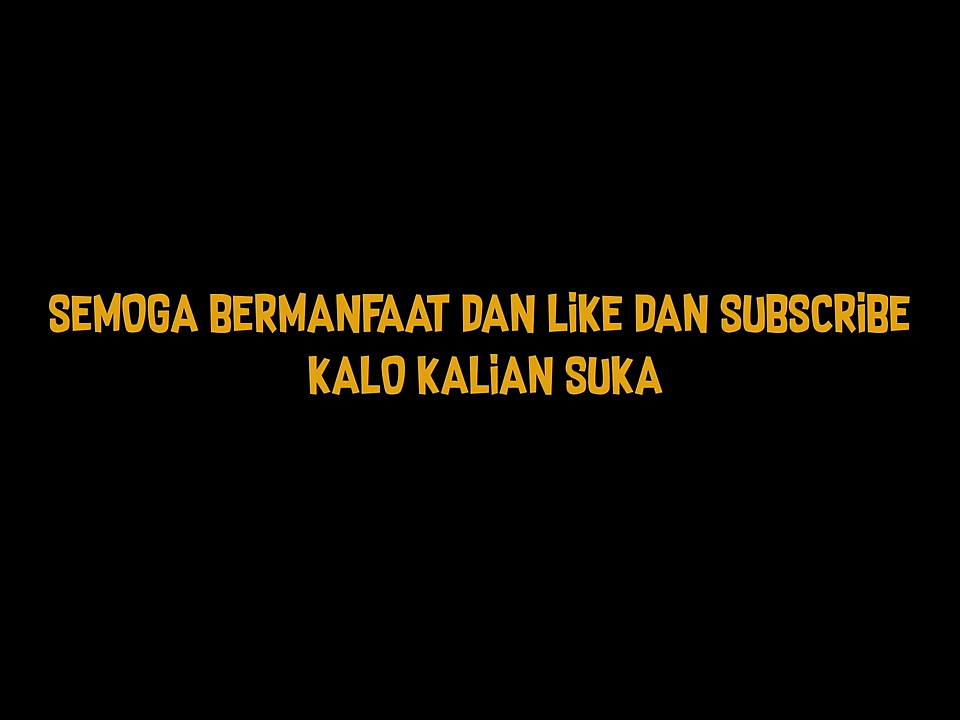 SEMOGA BERMANFAAT DAN LiKE DAN SUBSCRiBE
KALO KALiAN SUKA